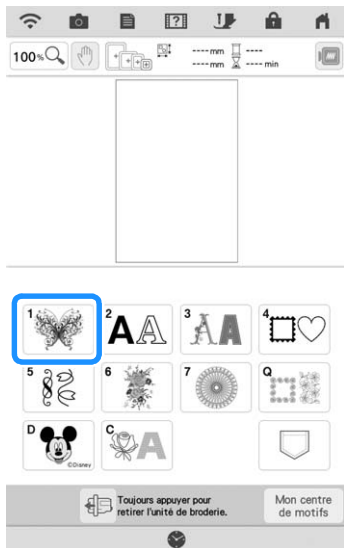 100%
----mm ----
----mm ---- min
1 2 AA 3 AA 4
5 6 7 Q
D ©Disney C A
Toujours appuyer pour
retirer l'unité de broderie.
Mon centre
de motifs